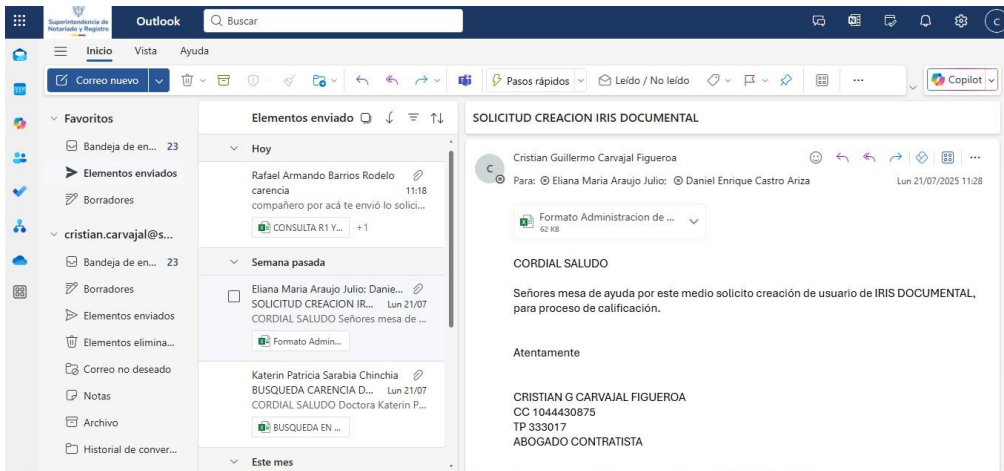 Superintendencia de
Notariado y Registro
Outlook
Buscar
Inicio Vista Ayuda
Correo nuevo
Pasos rápidos
Leído / No leído
Copilot
Favoritos
Bandeja de en... 23
Elementos enviados
Borradores
cristian.carvajal@s...
Bandeja de en... 23
Borradores
Elementos enviados
Elementos elimina...
Correo no deseado
Notas
Archivo
Historial de conver...
Elementos enviado
Hoy
Rafael Armando Barrios Rodelo
carencia 11:18
compañero por acá te envió lo solici...
CONSULTA R1 Y... +1
Semana pasada
Eliana Maria Araujo Julio; Danie...
SOLICITUD CREACION IR... Lun 21/07
CORDIAL SALUDO Señores mesa de ...
Formato Admin...
Katerin Patricia Sarabia Chinchia
BUSQUEDA CARENCIA D... Lun 21/07
CORDIAL SALUDO Doctora Katerin P...
BUSQUEDA EN ...
Este mes
SOLICITUD CREACION IRIS DOCUMENTAL
C
Cristian Guillermo Carvajal Figueroa
Para: Eliana Maria Araujo Julio; Daniel Enrique Castro Ariza
Lun 21/07/2025 11:28
Formato Administracion de ...
62 KB
CORDIAL SALUDO
Señores mesa de ayuda por este medio solicito creación de usuario de IRIS DOCUMENTAL,
para proceso de calificación.
Atentamente
CRISTIAN G CARVAJAL FIGUEROA
CC 1044430875
TP 333017
ABOGADO CONTRATISTA